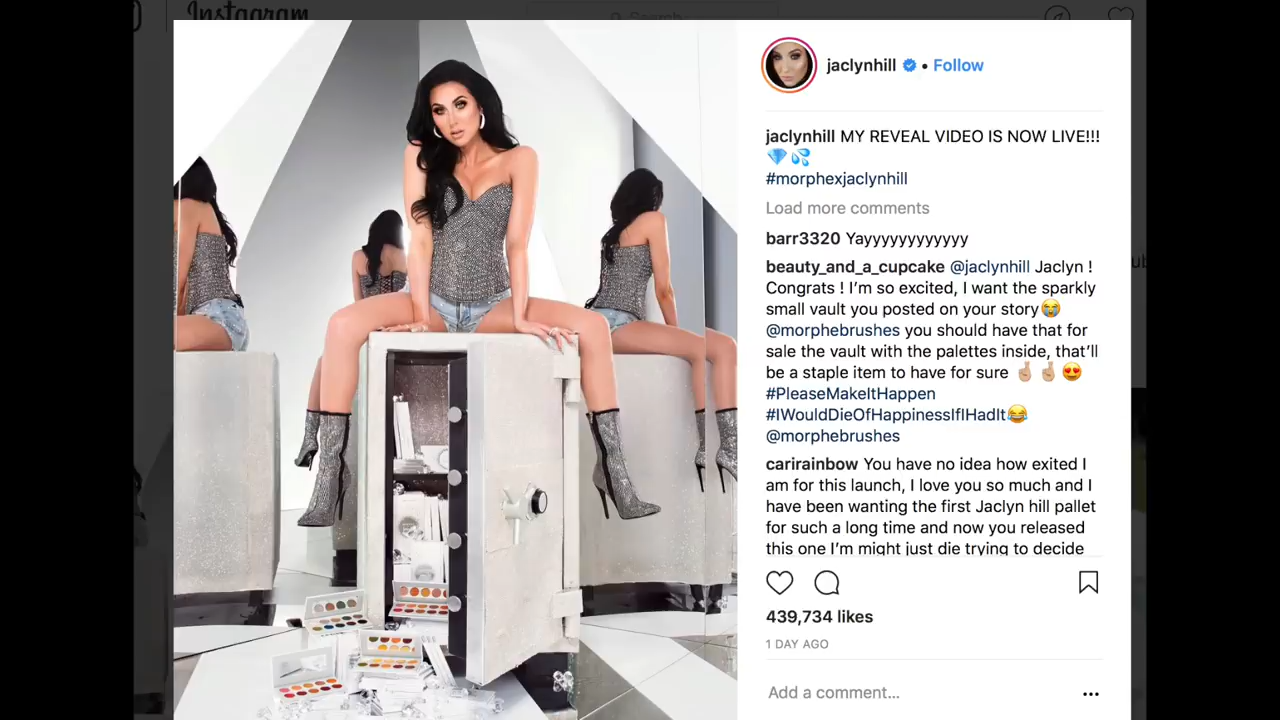 Instagram
Search
jaclynhill • Follow
jaclynhill MY REVEAL VIDEO IS NOW LIVE!!!
💎💦
#morphexjaclynhill
Load more comments
barr3320 Yayyyyyyyyyyyy
beauty_and_a_cupcake @jaclynhill Jaclyn !
Congrats ! I'm so excited, I want the sparkly
small vault you posted on your story😭
@morphebrushes you should have that for
sale the vault with the palettes inside, that'll
be a staple item to have for sure 🤞🏼🤞🏼😍
#PleaseMakeItHappen
#IWouldDieOfHappinessIfIHadIt😂
@morphebrushes
carirainbow You have no idea how exited I
am for this launch, I love you so much and I
have been wanting the first Jaclyn hill pallet
for such a long time and now you released
this one I'm might just die trying to decide
439,734 likes
1 DAY AGO
Add a comment...